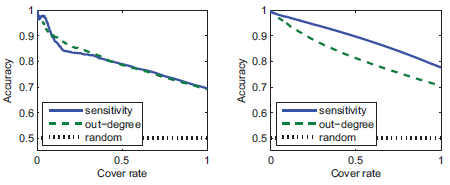 1
0.9
0.8
0.7
0.6
0.5
Accuracy
sensitivity
out-degree
random
0
0.5
1
Cover rate
1
0.9
0.8
0.7
0.6
0.5
Accuracy
sensitivity
out-degree
random
0
0.5
1
Cover rate